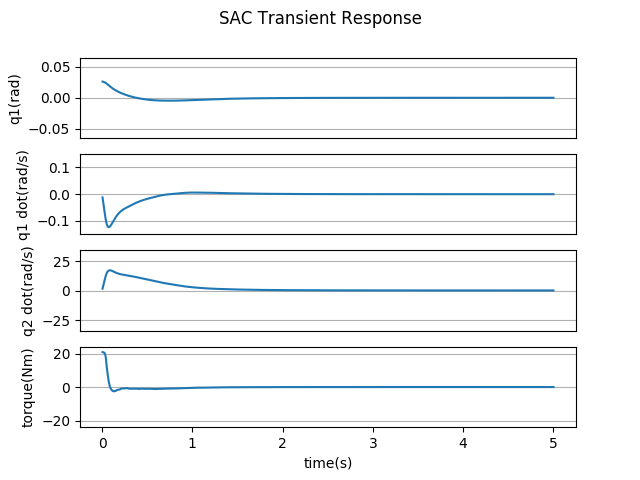 SAC Transient Response
q1(rad)
0.05
0.00
−0.05
q1 dot(rad/s)
0.1
0.0
−0.1
q2 dot(rad/s)
25
0
−25
torque(Nm)
20
0
−20
0 1 2 3 4 5
time(s)